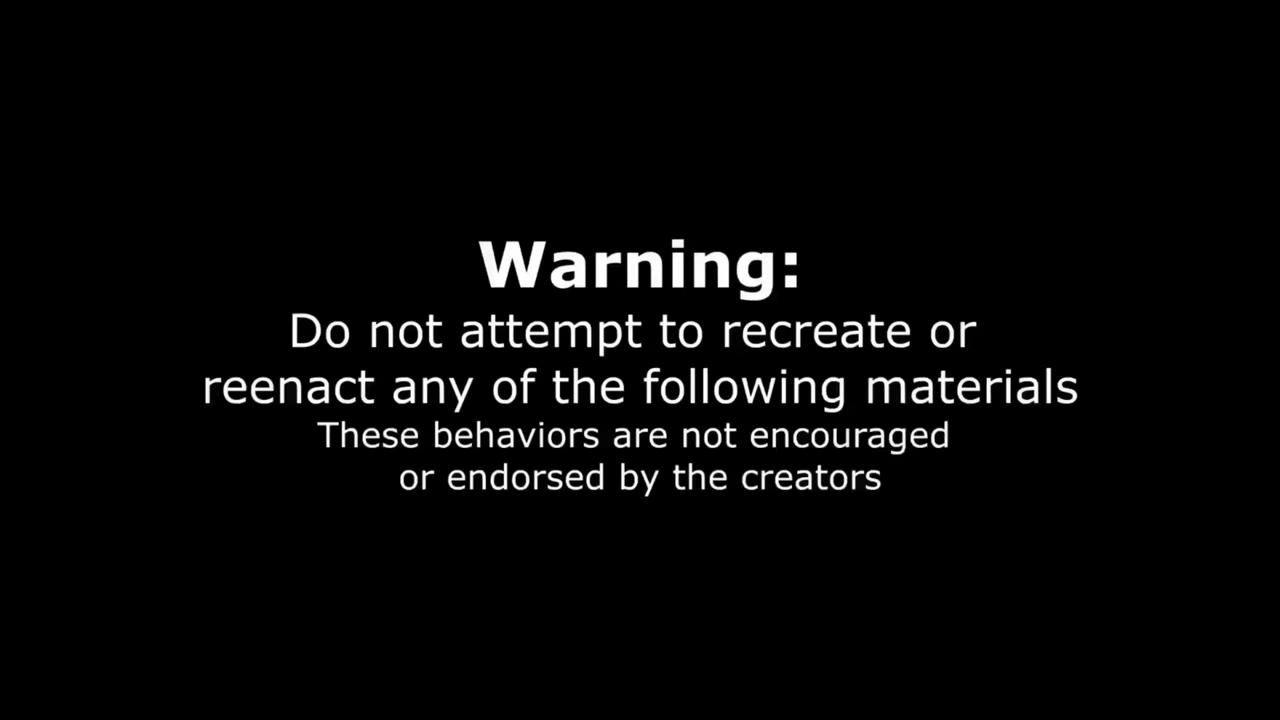 Warning:
Do not attempt to recreate or
reenact any of the following materials
These behaviors are not encouraged
or endorsed by the creators